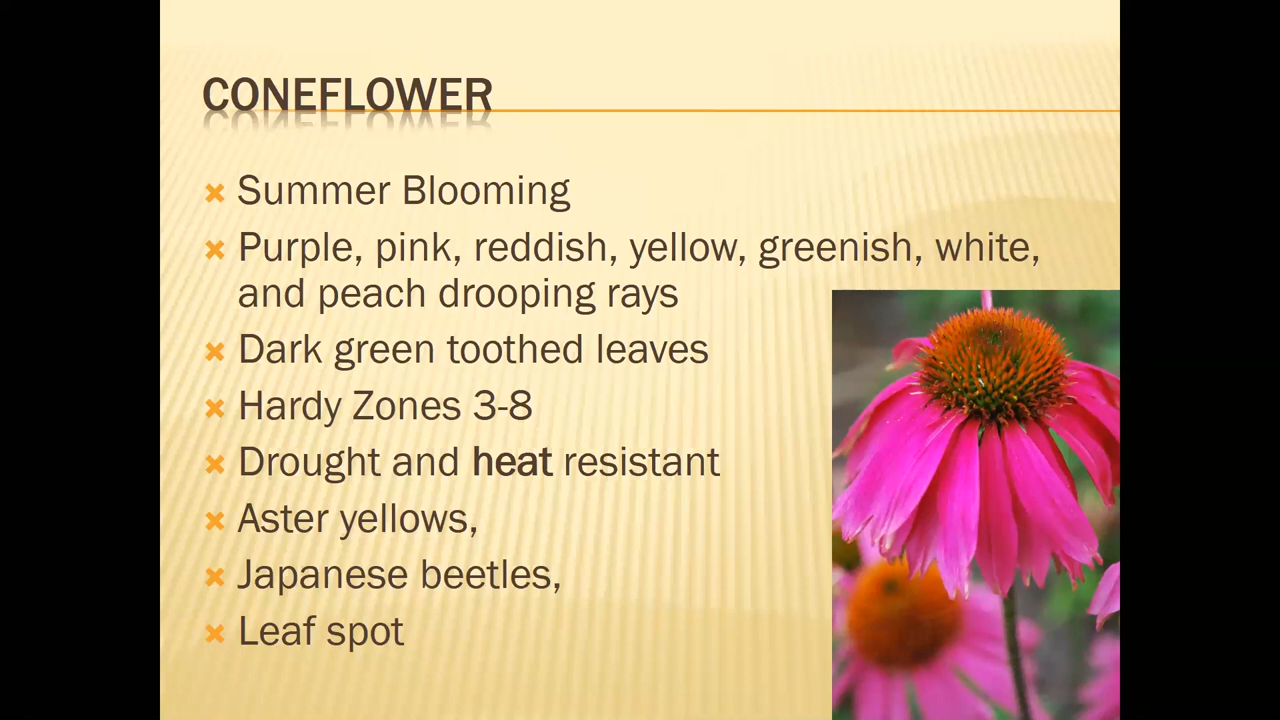 CONEFLOWER
Summer Blooming
Purple, pink, reddish, yellow, greenish, white,
and peach drooping rays
Dark green toothed leaves
Hardy Zones 3-8
Drought and heat resistant
Aster yellows,
Japanese beetles,
Leaf spot